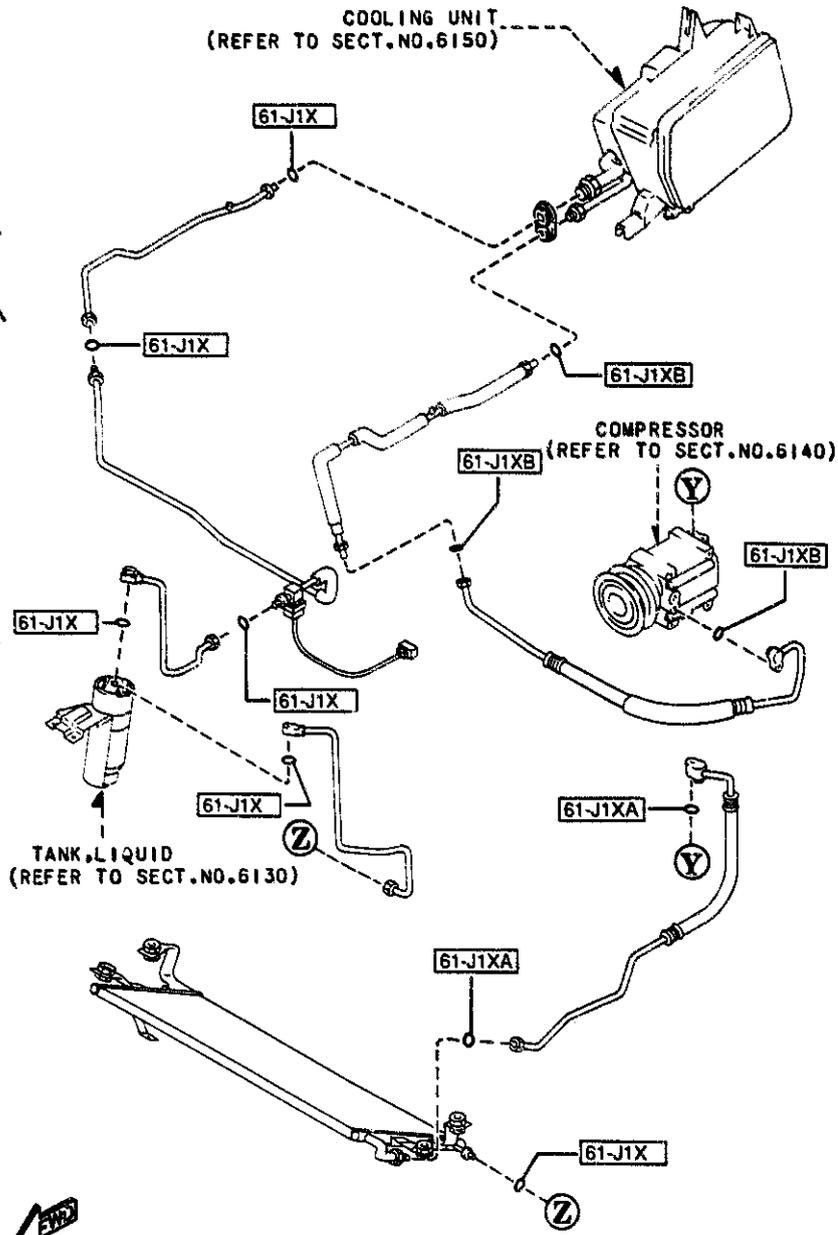 COOLING UNIT
(REFER TO SECT.NO.6150)
61-J1X
61-J1X
61-J1XB
COMPRESSOR
(REFER TO SECT.NO.6140)
61-J1XB
Y
61-J1XB
61-J1X
61-J1X
61-J1X
61-J1XA
Z
Y
TANK,LIQUID
(REFER TO SECT.NO.6130)
61-J1XA
61-J1X
Z
FWD